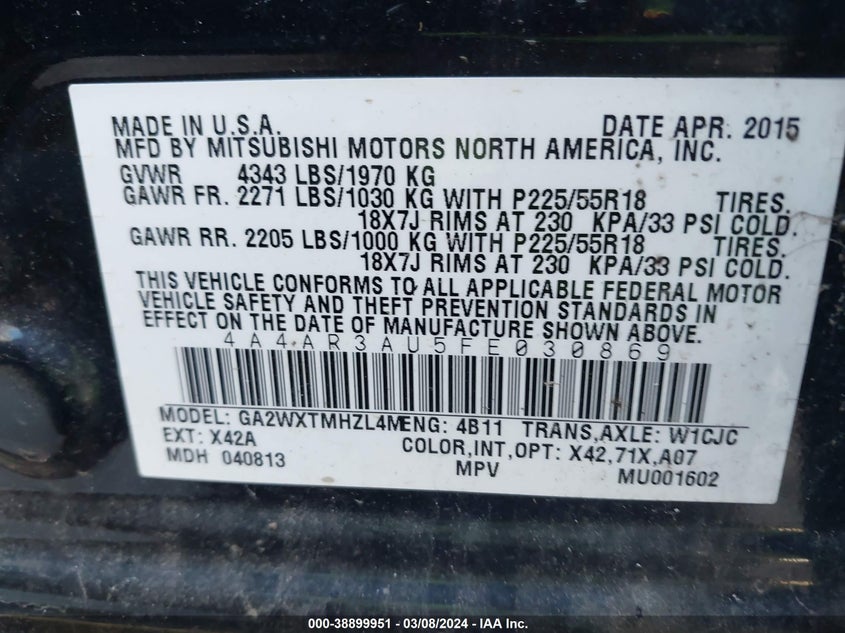 MADE IN U.S.A. DATE APR. 2015
MFD BY MITSUBISHI MOTORS NORTH AMERICA, INC.
GVWR 4343 LBS/1970 KG
GAWR FR. 2271 LBS/1030 KG WITH P225/55R18 TIRES.
18X7J RIMS AT 230 KPA/33 PSI COLD.
GAWR RR. 2205 LBS/1000 KG WITH P225/55R18 TIRES.
18X7J RIMS AT 230 KPA/33 PSI COLD.
THIS VEHICLE CONFORMS TO ALL APPLICABLE FEDERAL MOTOR
VEHICLE SAFETY AND THEFT PREVENTION STANDARDS IN
EFFECT ON THE DATE OF MANUFACTURE SHOWN ABOVE.
4A4AR3AU5FE030869
MODEL: GA2WXTMHZL4M ENG: 4B11 TRANS,AXLE: W1CJC
EXT: X42A COLOR,INT,OPT: X42,71X,A07
MDH 040813 MPV MU001602
000-38899951 - 03/08/2024 - IAA Inc.